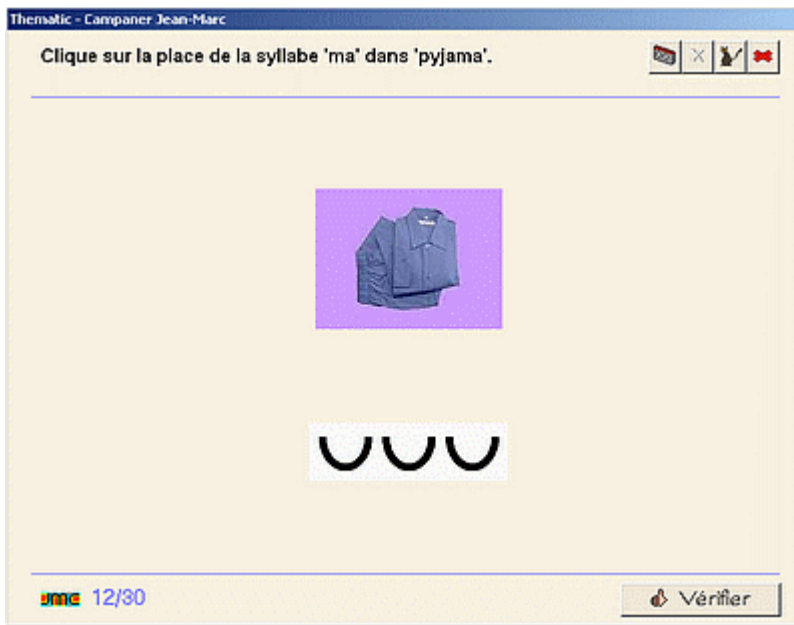 Thematic - Campaner Jean-Marc
Clique sur la place de la syllabe 'ma' dans 'pyjama'.
JMC 12/30
Vérifier